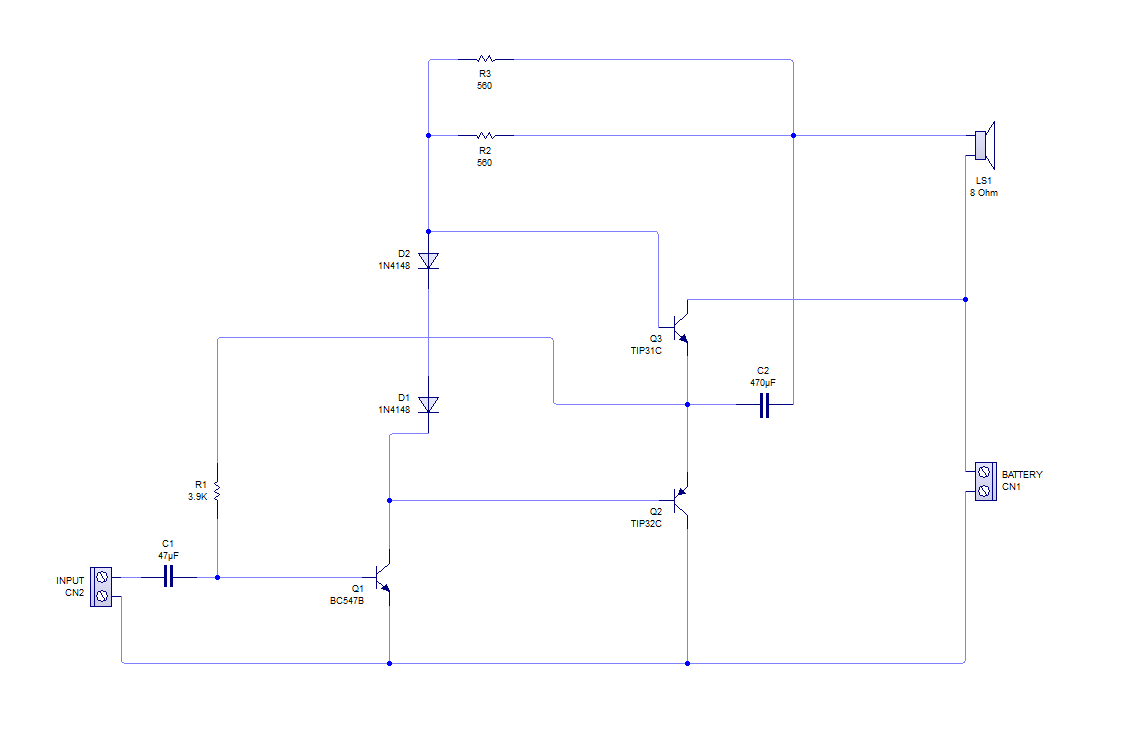 R3
560
R2
560
LS1
8 Ohm
D2
1N4148
Q3
TIP31C
C2
470µF
D1
1N4148
BATTERY
CN1
R1
3.9K
Q2
TIP32C
C1
47µF
INPUT
CN2
Q1
BC547B